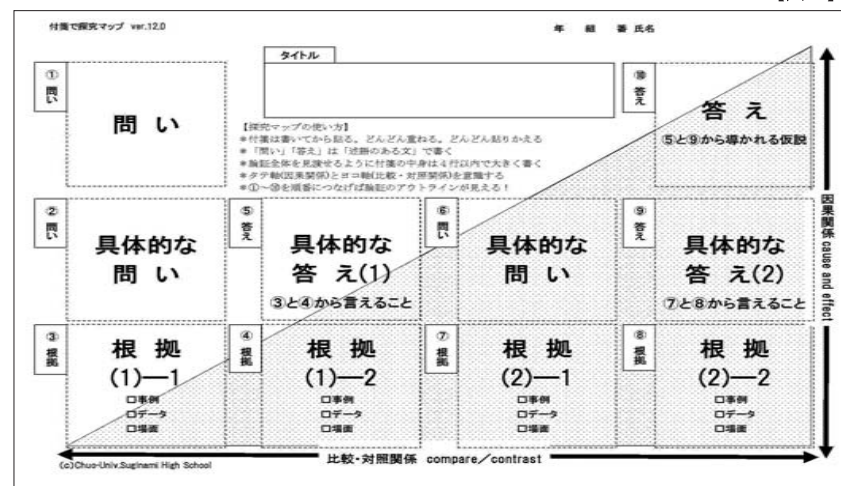 付箋で探究マップ ver.12.0
年 組 番 氏名
タイトル
① 問い
問 い
⑩ 答え
答 え
⑤と⑨から導かれる仮説
【探究マップの使い方】
*付箋は書いてから貼る。どんどん重ねる。どんどん貼りかえる
*「問い」「答え」は「述語のある文」で書く
*論証全体を見渡せるように付箋の中身は4行以内で大きく書く
*タテ軸(因果関係)とヨコ軸(比較・対照関係)を意識する
*①~⑩を順番につなげば論証のアウトラインが見える!
② 問い
具体的な
問 い
⑤ 答え
具体的な
答 え(1)
③と④から言えること
⑥ 問い
具体的な
問 い
⑨ 答え
具体的な
答 え(2)
⑦と⑧から言えること
因果関係 cause and effect
③ 根拠
根 拠
(1)―1
□事例
□データ
□場面
④ 根拠
根 拠
(1)―2
□事例
□データ
□場面
⑦ 根拠
根 拠
(2)―1
□事例
□データ
□場面
⑧ 根拠
根 拠
(2)―2
□事例
□データ
□場面
比較・対照関係 compare/contrast
(c)Chuo-Univ.Suginami High School